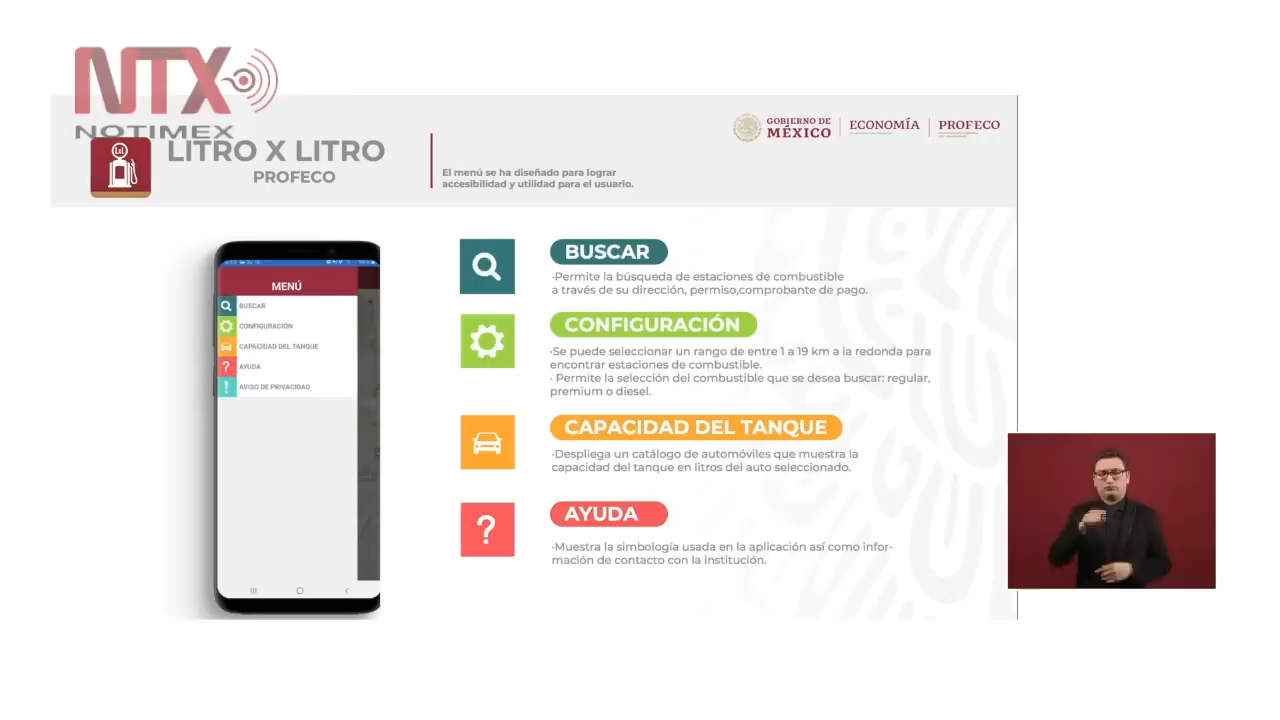 NTX
NOTIMEX
LITRO X LITRO
PROFECO
El menú se ha diseñado para lograr
accesibilidad y utilidad para el usuario.
GOBIERNO DE
MÉXICO
ECONOMÍA
PROFECO
MENÚ
BUSCAR
CONFIGURACIÓN
CAPACIDAD DEL TANQUE
AYUDA
AVISO DE PRIVACIDAD
BUSCAR
·Permite la búsqueda de estaciones de combustible
a través de su dirección, permiso,comprobante de pago.
CONFIGURACIÓN
·Se puede seleccionar un rango de entre 1 a 19 km a la redonda para
encontrar estaciones de combustible.
· Permite la selección del combustible que se desea buscar: regular,
premium o diesel.
CAPACIDAD DEL TANQUE
·Despliega un catálogo de automóviles que muestra la
capacidad del tanque en litros del auto seleccionado.
AYUDA
·Muestra la simbología usada en la aplicación así como infor-
mación de contacto con la institución.